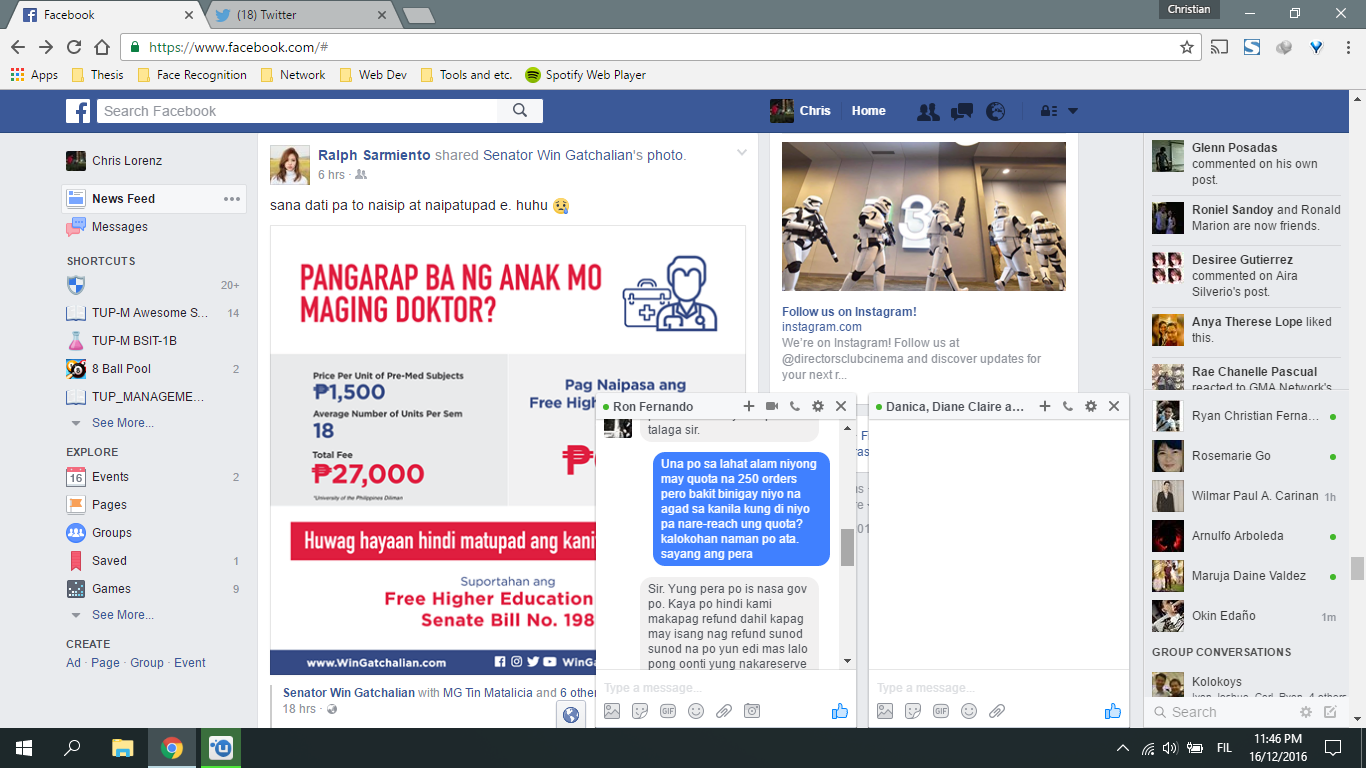 Facebook
(18) Twitter
Christian
https://www.facebook.com/#
Apps
Thesis
Face Recognition
Network
Web Dev
Tools and etc.
Spotify Web Player
Search Facebook
Chris
Home
Chris Lorenz
News Feed
Messages
SHORTCUTS
20+
TUP-M Awesome S...
14
TUP-M BSIT-1B
8 Ball Pool
2
TUP_MANAGEME...
See More...
EXPLORE
16
Events
2
Pages
Groups
Saved
1
Games
9
See More...
CREATE
Ad · Page · Group · Event
Ralph Sarmiento shared Senator Win Gatchalian's photo.
6 hrs ·
sana dati pa to naisip at naipatupad e. huhu
PANGARAP BA NG ANAK MO
MAGING DOKTOR?
Price Per Unit of Pre-Med Subjects
₱1,500
Average Number of Units Per Sem
18
Total Fee
₱27,000
*University of the Philippines Diliman
Pag Naipasa ang
Free High
₱
Huwag hayaan hindi matupad ang kani
Suportahan ang
Free Higher Education
Senate Bill No. 198
www.WinGatchalian.com
WinG
Senator Win Gatchalian with MG Tin Matalicia and 6 other
18 hrs ·
3
Follow us on Instagram!
instagram.com
We're on Instagram! Follow us at
@directorsclubcinema and discover updates for
your next r...
Ron Fernando
talaga sir.
Una po sa lahat alam niyong
may quota na 250 orders
pero bakit binigay niyo na
agad sa kanila kung di niyo
pa nare-reach ung quota?
kalokohan naman po ata.
sayang ang pera
Sir. Yung pera po is nasa gov
po. Kaya po hindi kami
makapag refund dahil kapag
may isang nag refund sunod
sunod na po yun edi mas lalo
pong oonti yung nakareserve
Type a message...
GIF
Danica, Diane Claire a...
Type a message...
GIF
Glenn Posadas
commented on his own
post.
Roniel Sandoy and Ronald
Marion are now friends.
Desiree Gutierrez
commented on Aira
Silverio's post.
Anya Therese Lope liked
this.
Rae Chanelle Pascual
reacted to GMA Network's
Ryan Christian Ferna...
Rosemarie Go
Wilmar Paul A. Carinan
1h
Arnulfo Arboleda
Maruja Daine Valdez
Okin Edaño
1m
GROUP CONVERSATIONS
Kolokoys
Ivan, Joshua, Carl, Ryan, 4 others
Search
FIL
11:46 PM
16/12/2016